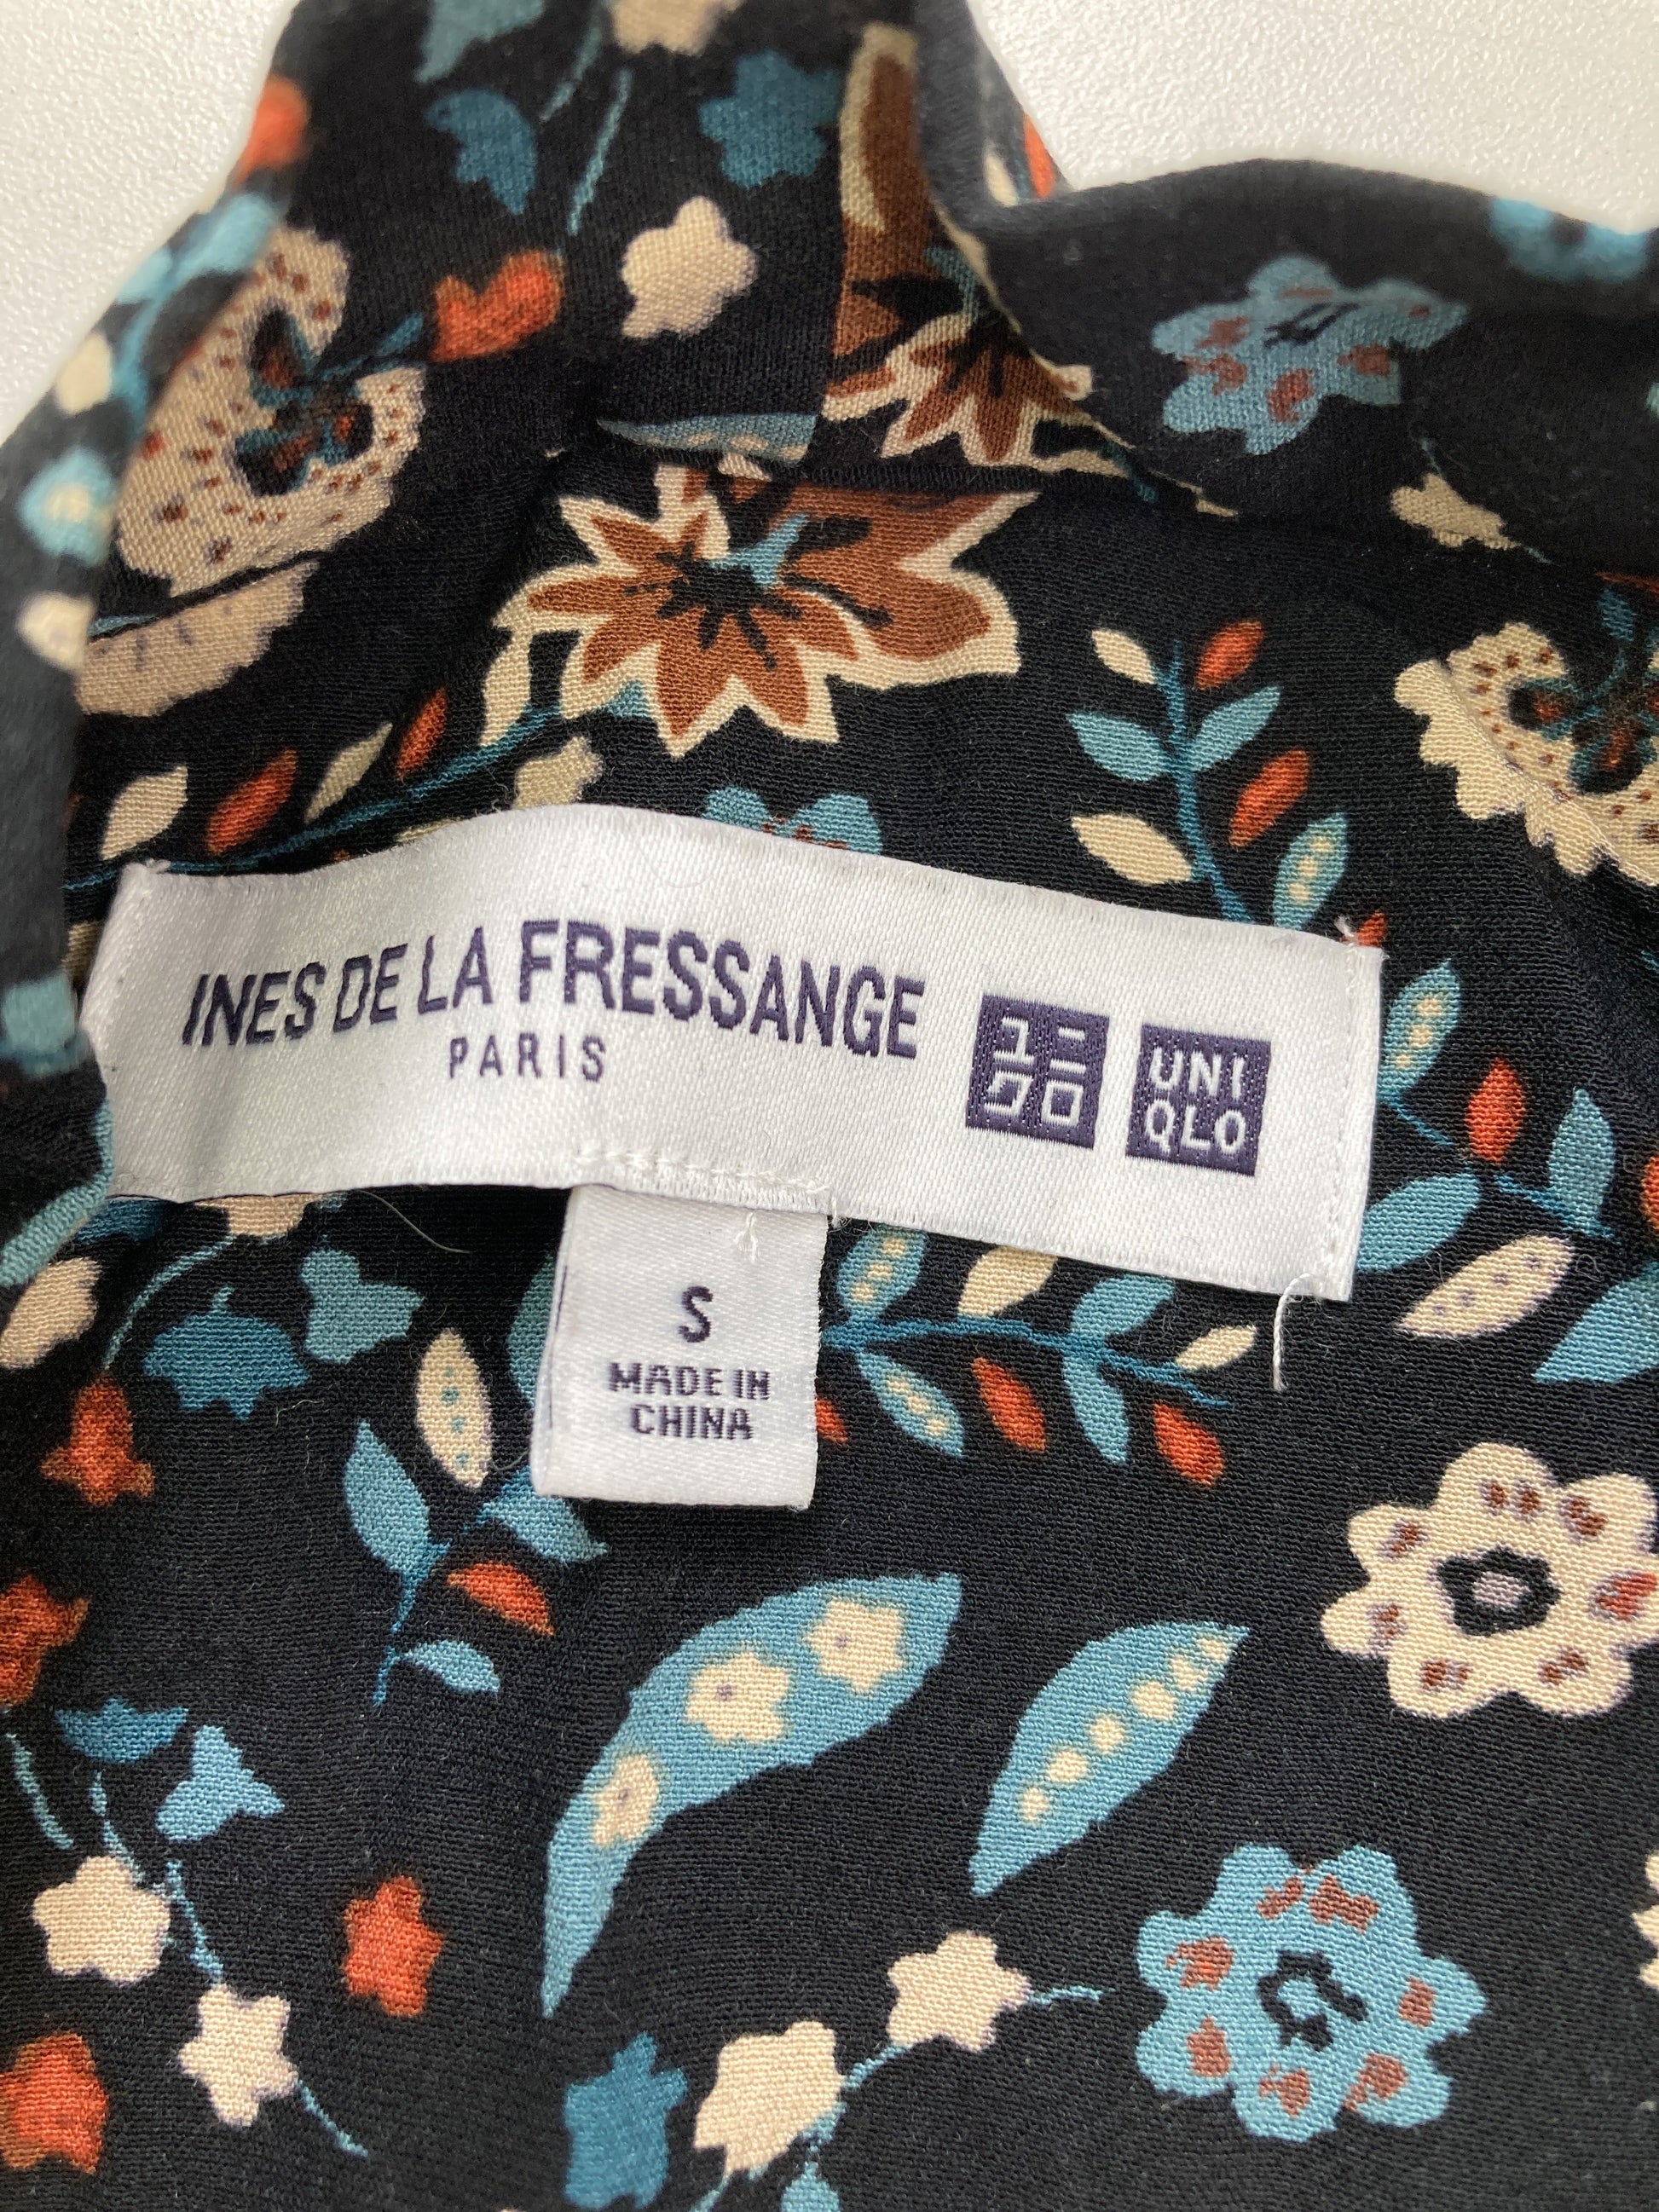 INES DE LA FRESSANGE
PARIS
ユニ
クロ
UNI
QLO
S
MADE IN
CHINA